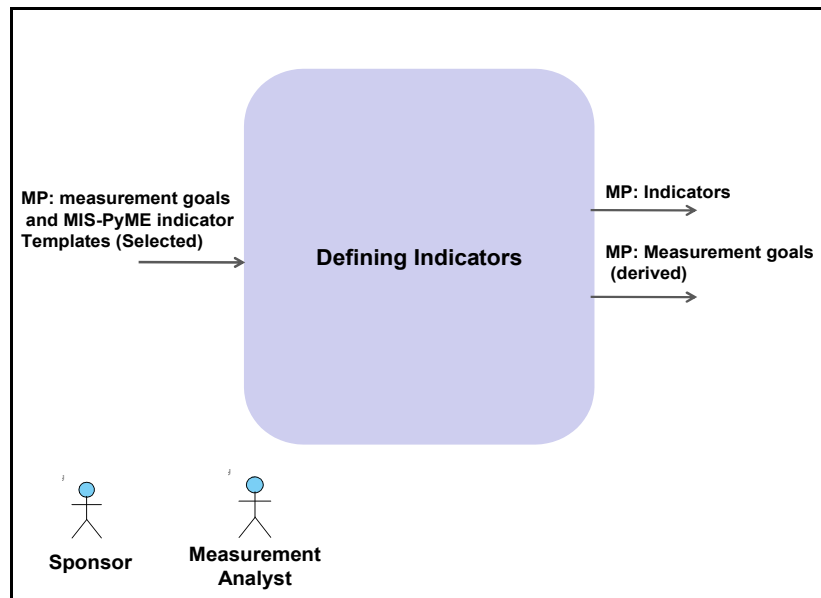 MP: measurement goals
and MIS-PyME indicator
Templates (Selected)
Defining Indicators
MP: Indicators
MP: Measurement goals
(derived)
Sponsor
Measurement
Analyst